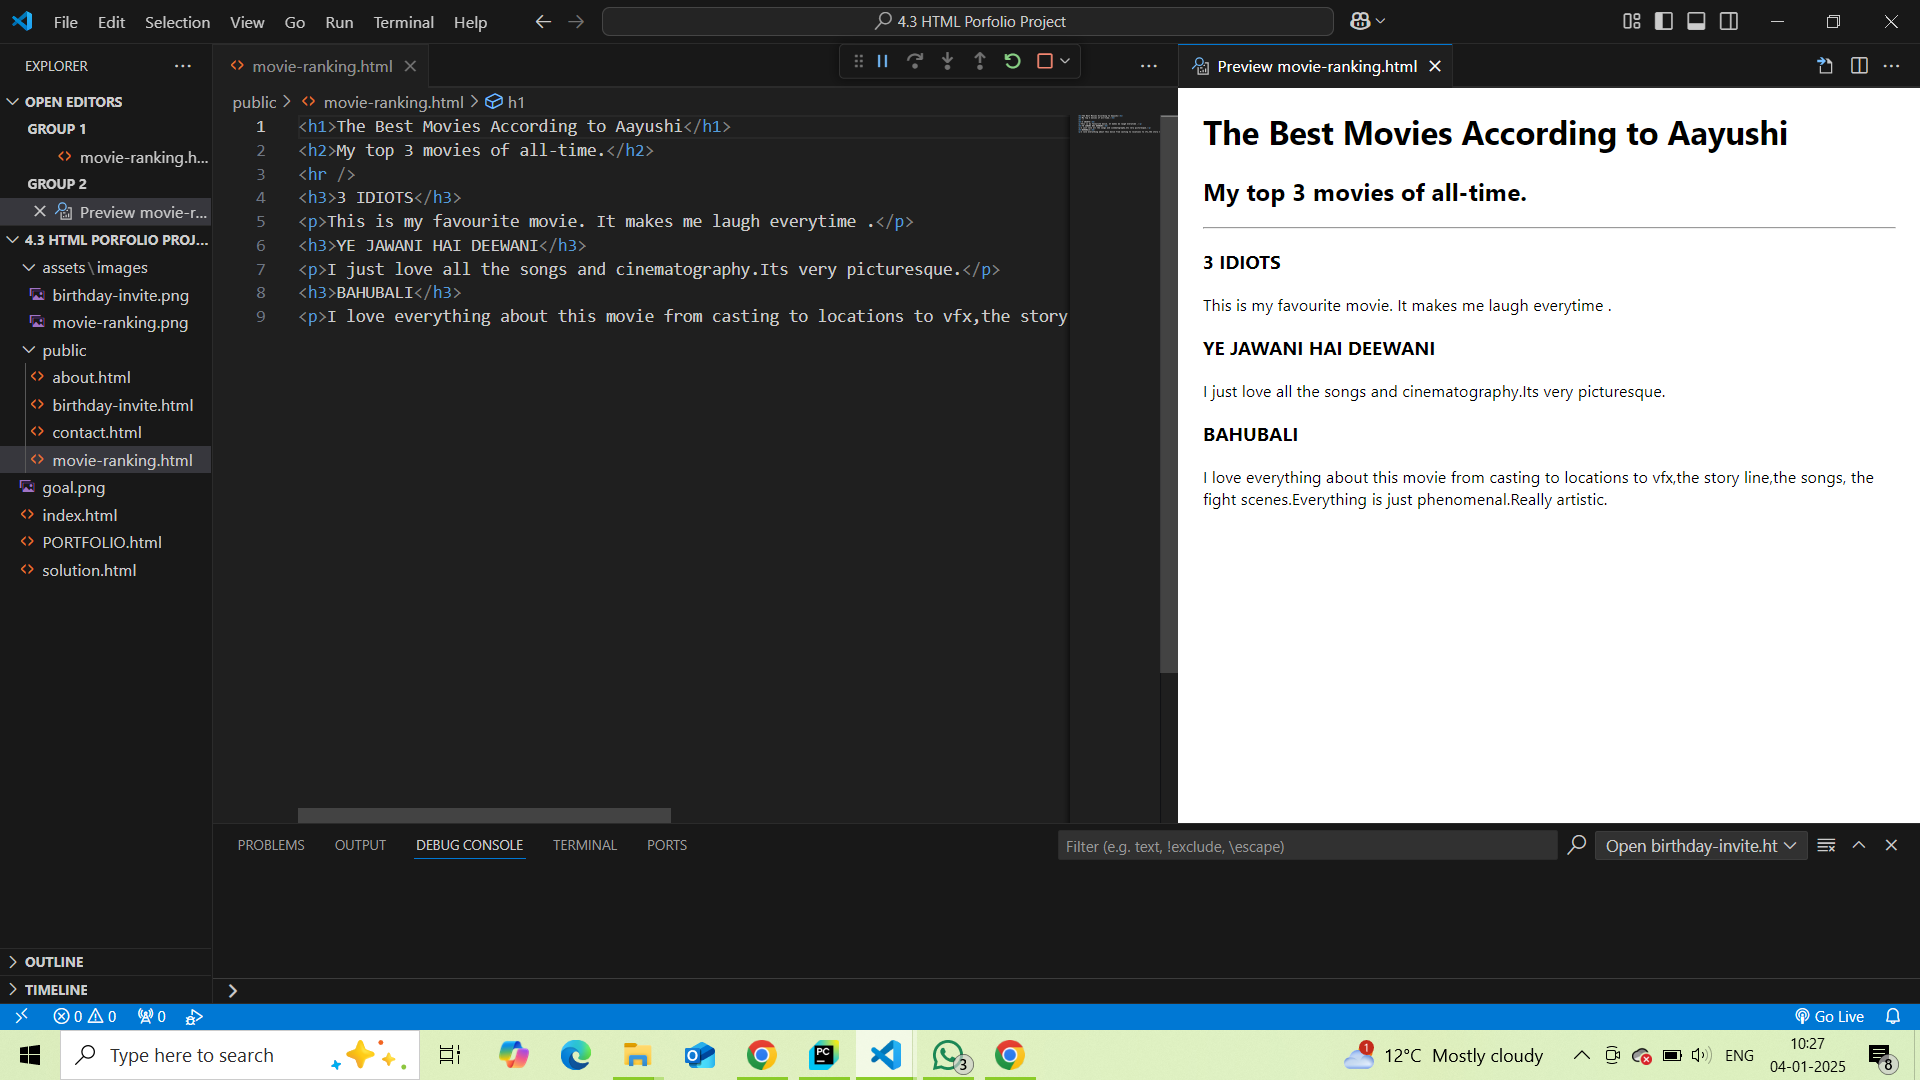 File Edit Selection View Go Run Terminal Help
4.3 HTML Porfolio Project
EXPLORER
OPEN EDITORS
GROUP 1
movie-ranking.h...
GROUP 2
Preview movie-r...
4.3 HTML PORFOLIO PROJ...
assets\images
birthday-invite.png
movie-ranking.png
public
about.html
birthday-invite.html
contact.html
movie-ranking.html
goal.png
index.html
PORTFOLIO.html
solution.html
OUTLINE
TIMELINE
movie-ranking.html
public > movie-ranking.html > h1
1 <h1>The Best Movies According to Aayushi</h1>
2 <h2>My top 3 movies of all-time.</h2>
3 <hr />
4 <h3>3 IDIOTS</h3>
5 <p>This is my favourite movie. It makes me laugh everytime .</p>
6 <h3>YE JAWANI HAI DEEWANI</h3>
7 <p>I just love all the songs and cinematography.Its very picturesque.</p>
8 <h3>BAHUBALI</h3>
9 <p>I love everything about this movie from casting to locations to vfx,the story
Preview movie-ranking.html
The Best Movies According to Aayushi
My top 3 movies of all-time.
3 IDIOTS
This is my favourite movie. It makes me laugh everytime .
YE JAWANI HAI DEEWANI
I just love all the songs and cinematography.Its very picturesque.
BAHUBALI
I love everything about this movie from casting to locations to vfx,the story line,the songs, the
fight scenes.Everything is just phenomenal.Really artistic.
PROBLEMS OUTPUT DEBUG CONSOLE TERMINAL PORTS
Filter (e.g. text, !exclude, \escape)
Open birthday-invite.ht
0 0 0
Go Live
Type here to search
PC
3
1
12°C Mostly cloudy
ENG
10:27
04-01-2025
8